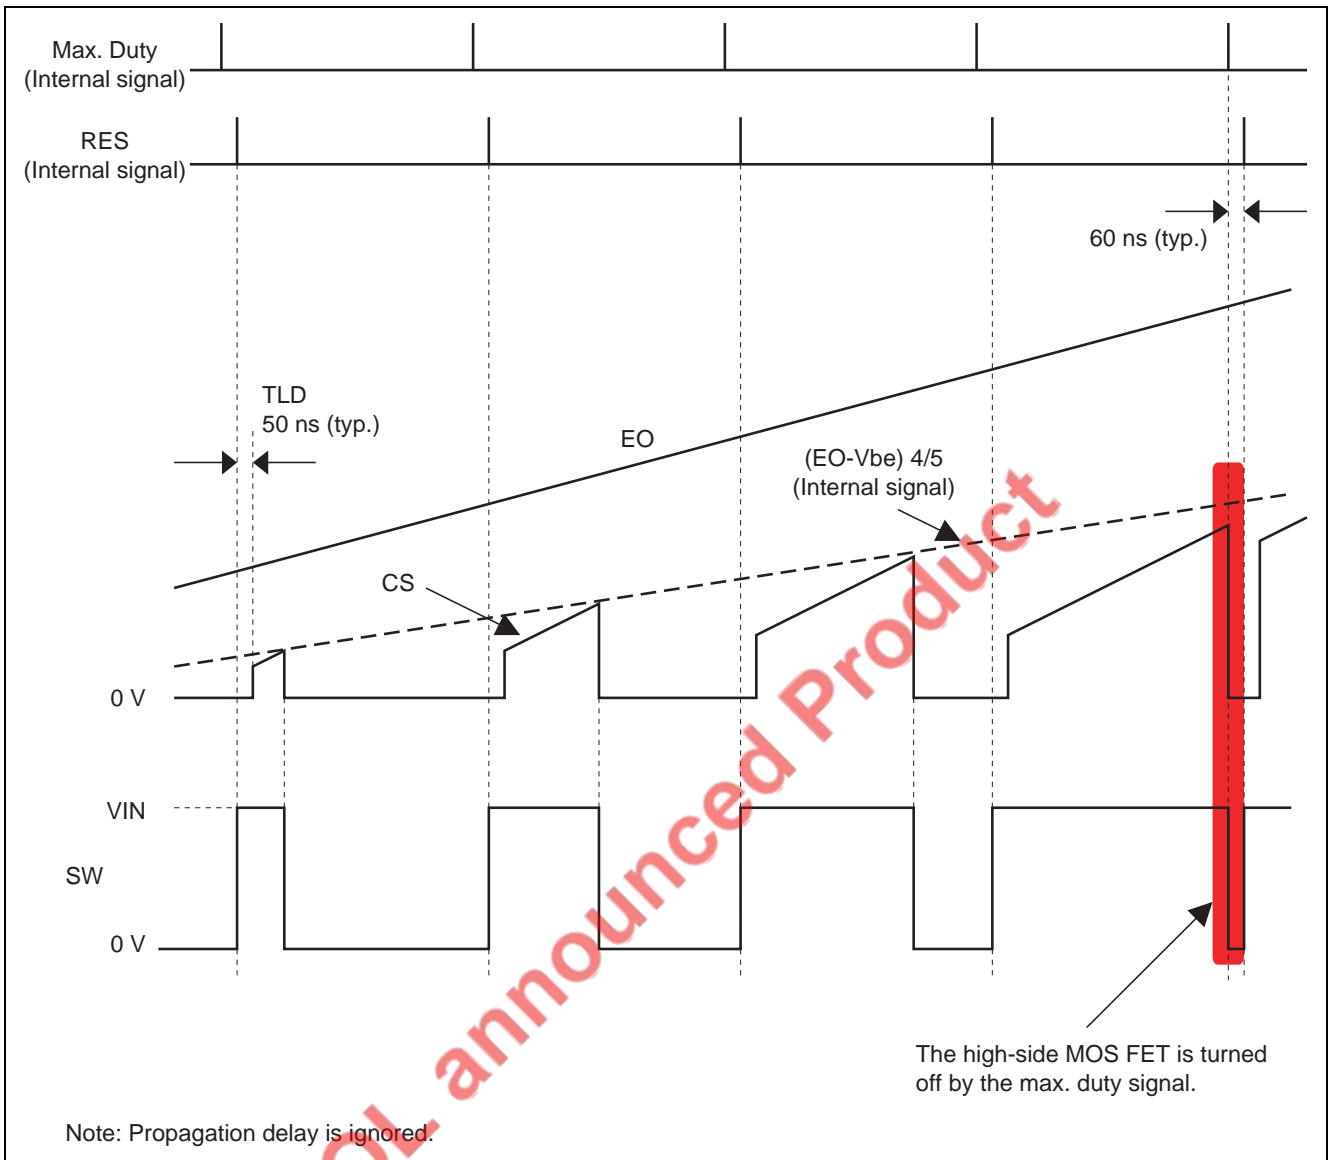 Max. Duty
(Internal signal)
RES
(Internal signal)
60 ns (typ.)
TLD
50 ns (typ.)
EO
(EO-Vbe) 4/5
(Internal signal)
CS
0 V
VIN
SW
0 V
The high-side MOS FET is turned
off by the max. duty signal.
Note: Propagation delay is ignored.
OL announced Product